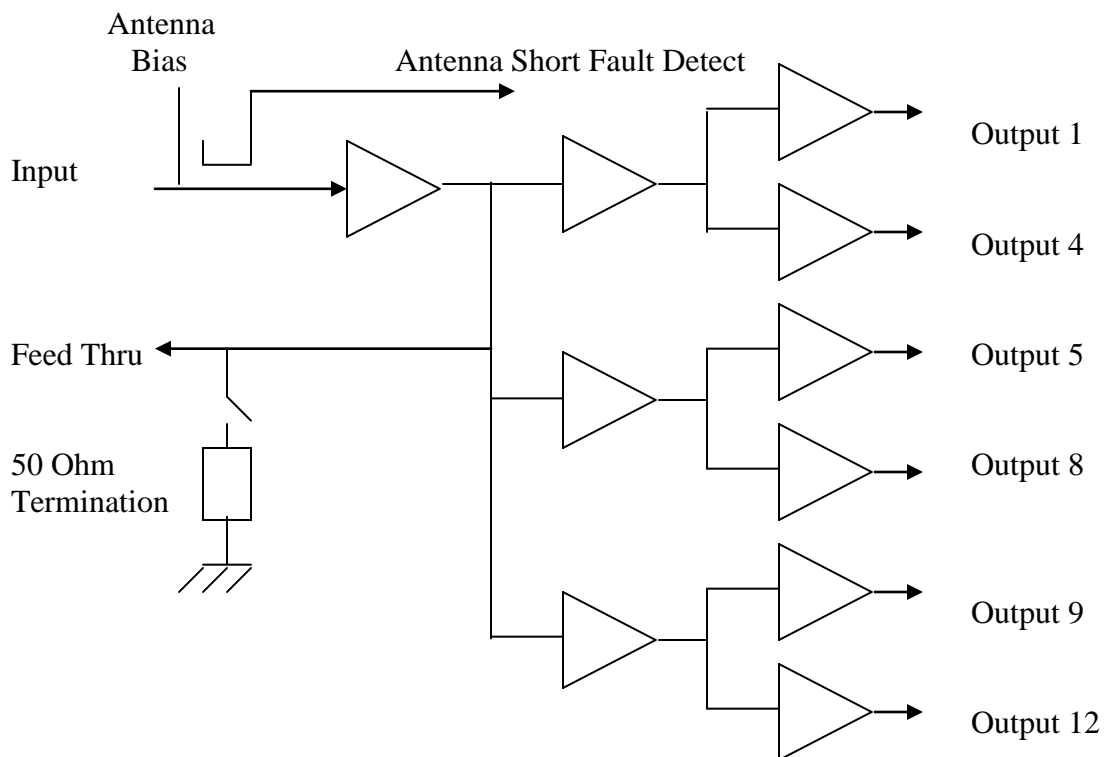 Antenna
Bias
Antenna Short Fault Detect
Output 1
Input
Output 4
Feed Thru
Output 5
50 Ohm
Termination
Output 8
Output 9
Output 12